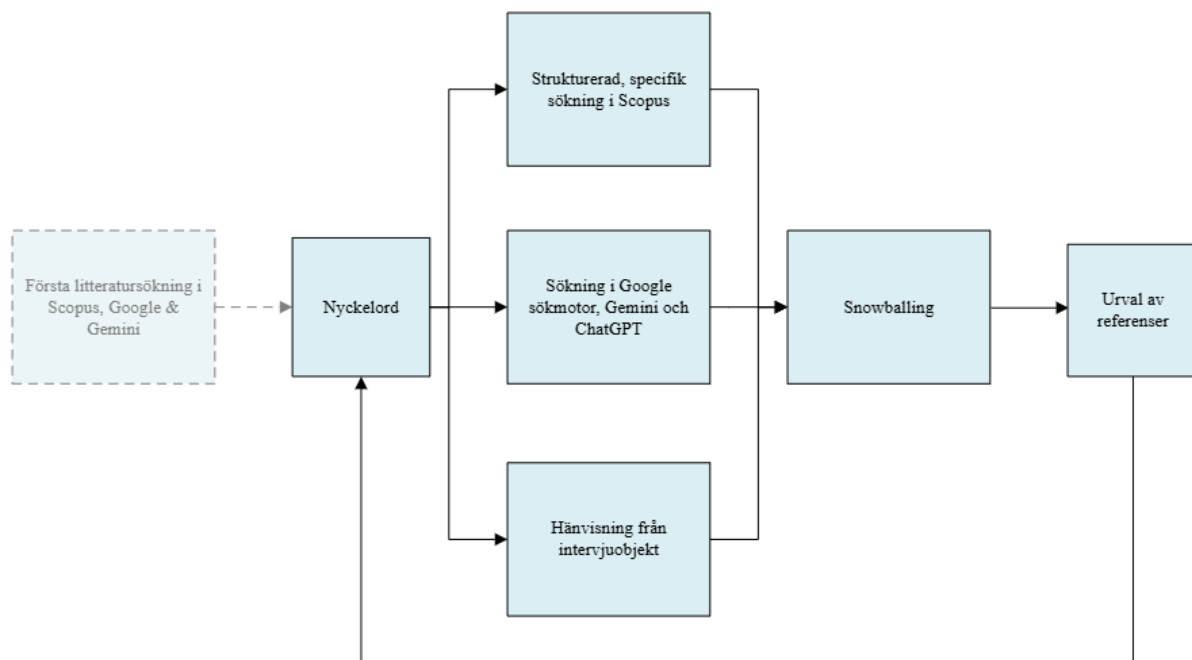 Strukturerad, specifik
sökning i Scopus
Första litteratursökning i
Scopus, Google &
Gemini
Nyckelord
Sökning i Google
sökmotor, Gemini och
ChatGPT
Snowballing
Urval av
referenser
Hänvisning från
intervjuobjekt